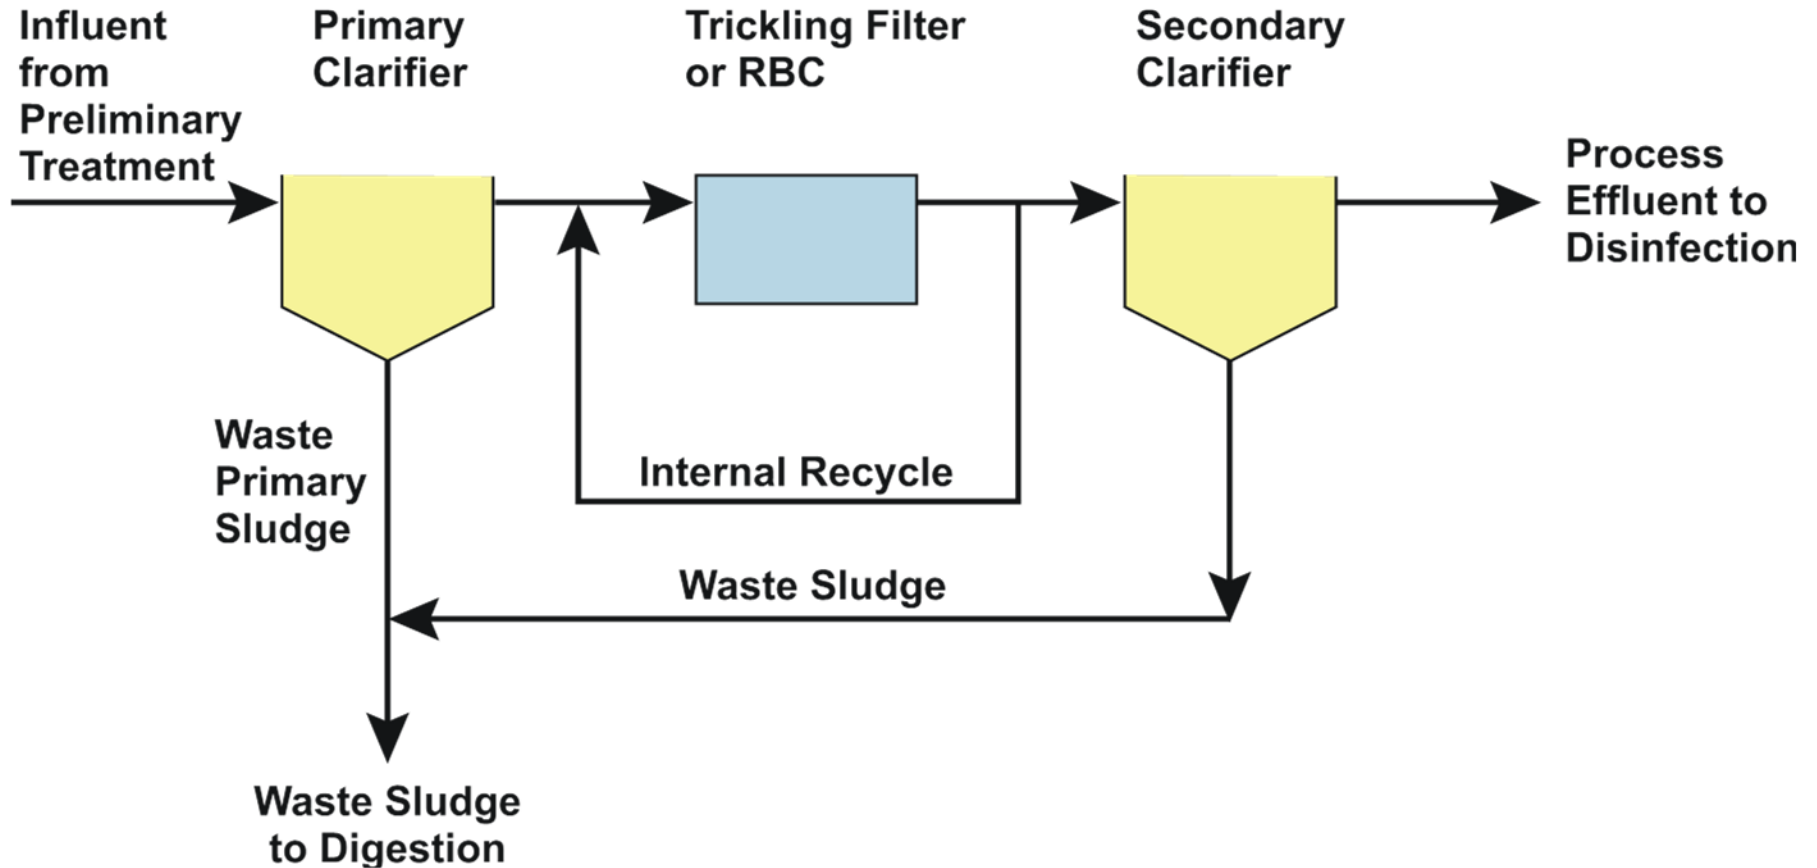 Influent
from
Preliminary
Treatment
Primary
Clarifier
Trickling Filter
or RBC
Secondary
Clarifier
Process
Effluent to
Disinfection
Waste
Primary
Sludge
Internal Recycle
Waste Sludge
Waste Sludge
to Digestion